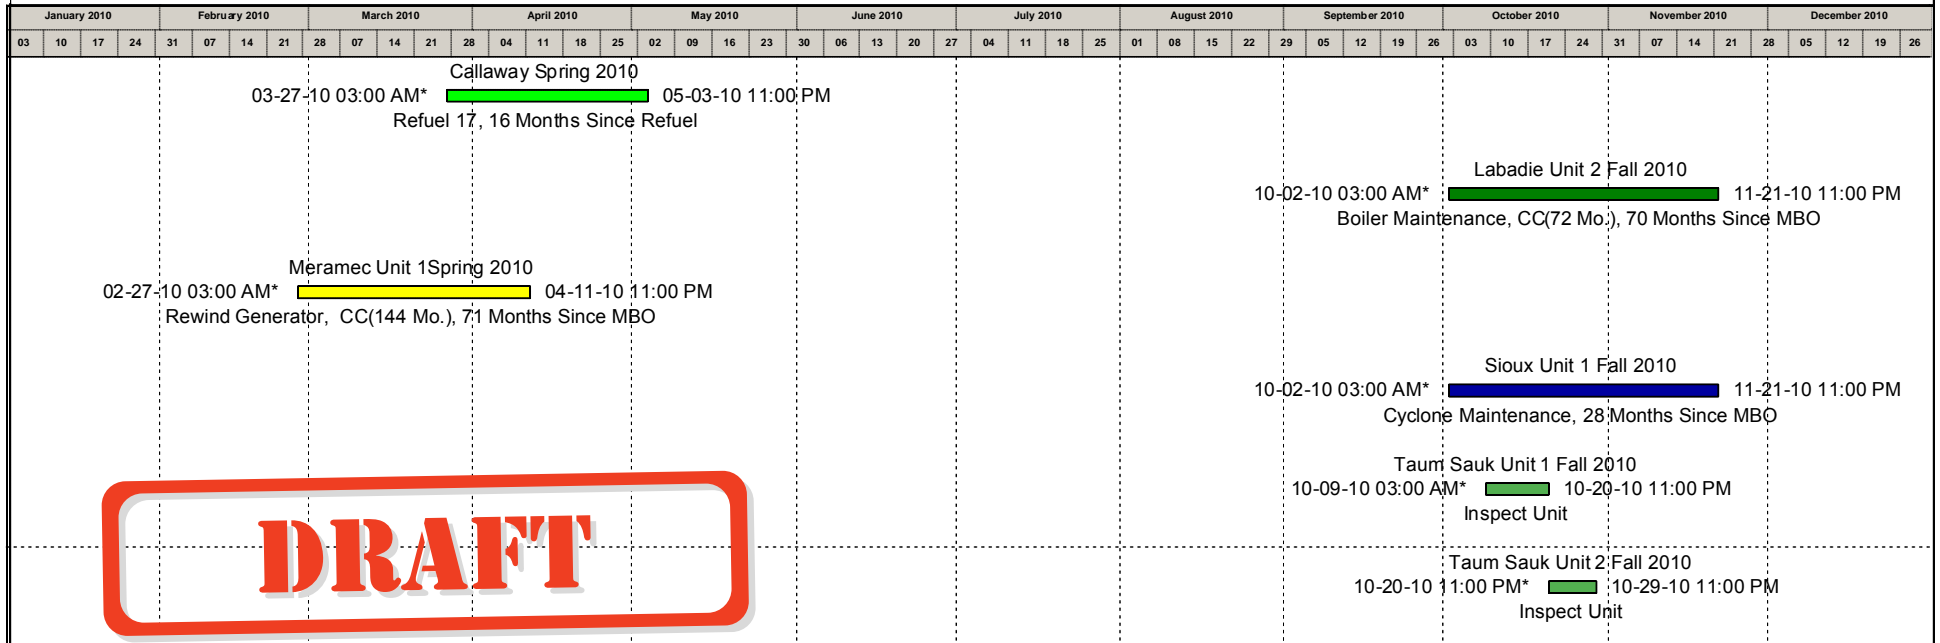 January 2010 February 2010 March 2010 April 2010 May 2010 June 2010 July 2010 August 2010 September 2010 October 2010 November 2010 December 2010
03 10 17 24 31 07 14 21 28 07 14 21 28 04 11 18 25 02 09 16 23 30 06 13 20 27 04 11 18 25 01 08 15 22 29 05 12 19 26 03 10 17 24 31 07 14 21 28 05 12 19 26
Callaway Spring 2010
03-27-10 03:00 AM* 05-03-10 11:00 PM
Refuel 17, 16 Months Since Refuel
Labadie Unit 2 Fall 2010
10-02-10 03:00 AM* 11-21-10 11:00 PM
Boiler Maintenance, CC(72 Mo.), 70 Months Since MBO
Meramec Unit 1Spring 2010
02-27-10 03:00 AM* 04-11-10 11:00 PM
Rewind Generator, CC(144 Mo.), 71 Months Since MBO
Sioux Unit 1 Fall 2010
10-02-10 03:00 AM* 11-21-10 11:00 PM
Cyclone Maintenance, 28 Months Since MBO
Taum Sauk Unit 1 Fall 2010
10-09-10 03:00 AM* 10-20-10 11:00 PM
Inspect Unit
DRAFT
Taum Sauk Unit 2 Fall 2010
10-20-10 11:00 PM* 10-29-10 11:00 PM
Inspect Unit